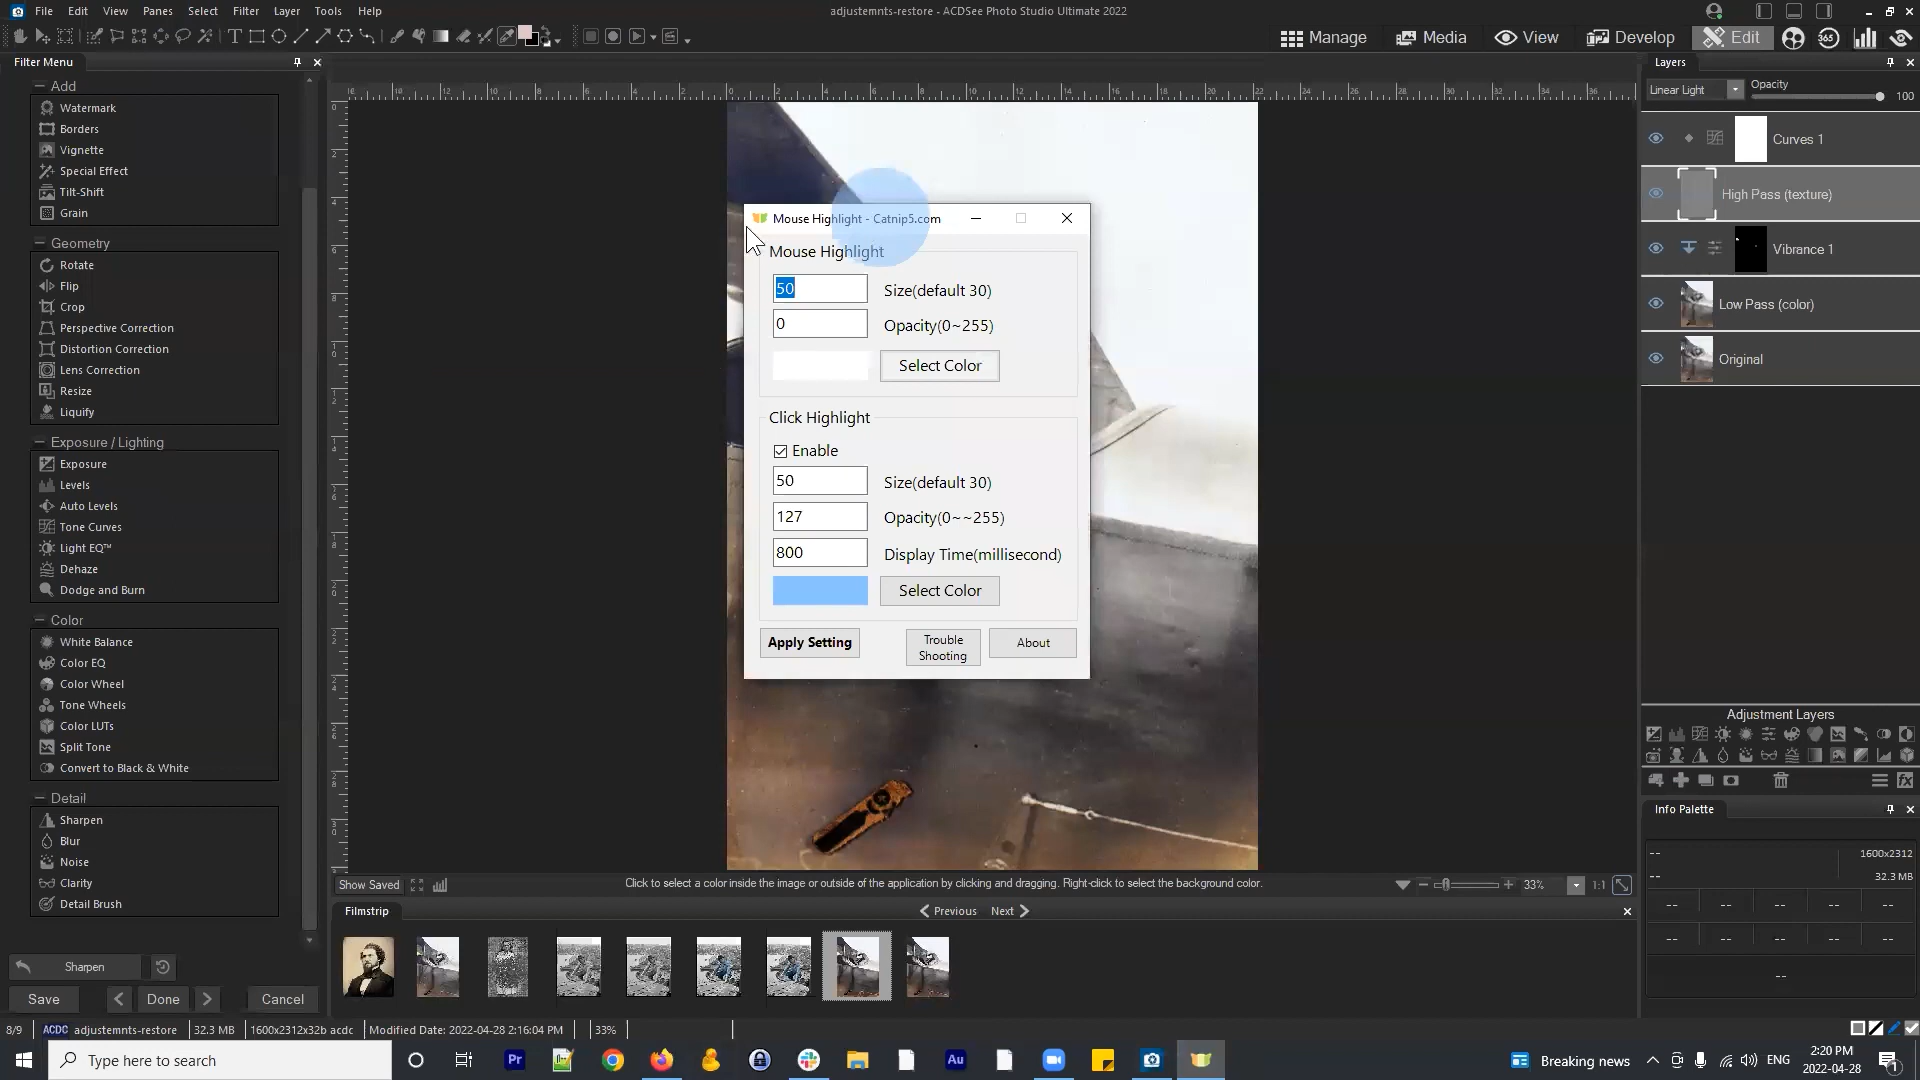 File Edit View Panes Select Filter Layer Tools Help
adjustemnts-restore - ACDSee Photo Studio Ultimate 2022
Manage Media View Develop Edit 365
Filter Menu
Add
Watermark
Borders
Vignette
Special Effect
Tilt-Shift
Grain
Geometry
Rotate
Flip
Crop
Perspective Correction
Distortion Correction
Lens Correction
Resize
Liquify
Exposure / Lighting
Exposure
Levels
Auto Levels
Tone Curves
Light EQ™
Dehaze
Dodge and Burn
Color
White Balance
Color EQ
Color Wheel
Tone Wheels
Color LUTs
Split Tone
Convert to Black & White
Detail
Sharpen
Blur
Noise
Clarity
Detail Brush
Sharpen
Save Done Cancel
Mouse Highlight - Catnip5.com
Mouse Highlight
50 Size(default 30)
0 Opacity(0~255)
Select Color
Click Highlight
Enable
50 Size(default 30)
127 Opacity(0~~255)
800 Display Time(millisecond)
Select Color
Apply Setting
Trouble
Shooting
About
Show Saved
Click to select a color inside the image or outside of the application by clicking and dragging. Right-click to select the background color.
33% 1:1
Filmstrip
Previous Next
Layers
Linear Light Opacity 100
Curves 1
High Pass (texture)
Vibrance 1
Low Pass (color)
Original
Adjustment Layers
Info Palette
-- 1600x2312
-- 32.3 MB
-- -- -- -- --
-- -- -- -- --
--
8/9 ACDC adjustemnts-restore 32.3 MB 1600x2312x32b acdc Modified Date: 2022-04-28 2:16:04 PM 33%
Type here to search
Pr
Au
Breaking news
ENG
2:20 PM
2022-04-28
1